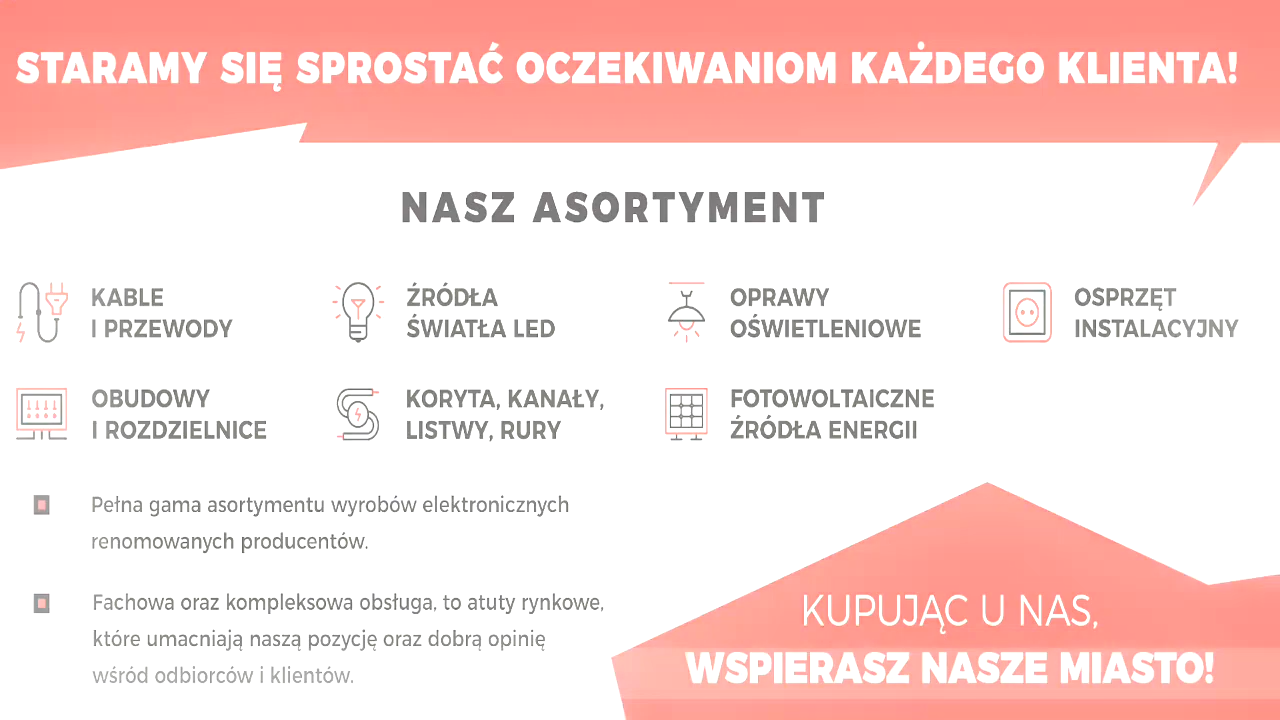 STARAMY SIĘ SPROSTAĆ OCZEKIWANIOM KAŻDEGO KLIENTA!
NASZ ASORTYMENT
KABLE
I PRZEWODY
ŹRÓDŁA
ŚWIATŁA LED
OPRAWY
OŚWIETLENIOWE
OSPRZĘT
INSTALACYJNY
OBUDOWY
I ROZDZIELNICE
KORYTA, KANAŁY,
LISTWY, RURY
FOTOWOLTAICZNE
ŹRÓDŁA ENERGII
Pełna gama asortymentu wyrobów elektronicznych
renomowanych producentów.
Fachowa oraz kompleksowa obsługa, to atuty rynkowe,
które umacniają naszą pozycję oraz dobrą opinię
wśród odbiorców i klientów.
KUPUJĄC U NAS,
WSPIERASZ NASZE MIASTO!